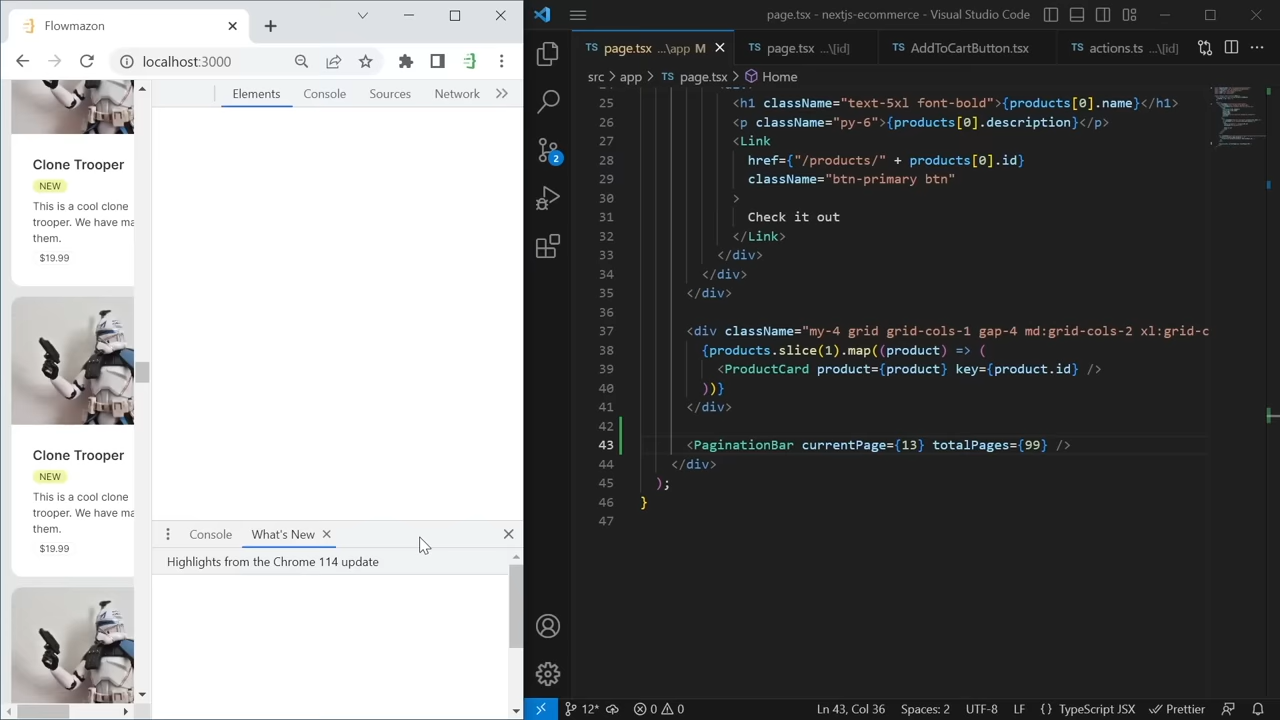 Flowmazon
localhost:3000
Clone Trooper
NEW
This is a cool clone
trooper. We have ma
them.
$19.99
Clone Trooper
NEW
This is a cool clone
trooper. We have ma
them.
$19.99
Elements Console Sources Network
Console What's New
Highlights from the Chrome 114 update
page.tsx - nextjs-ecommerce - Visual Studio Code
TS page.tsx ...\app M TS page.tsx ...\[id] TS AddToCartButton.tsx TS actions.ts ...\[id]
src > app > TS page.tsx > Home
25 <h1 className="text-5xl font-bold">{products[0].name}</h1>
26 <p className="py-6">{products[0].description}</p>
27 <Link
28 href={"/products/" + products[0].id}
29 className="btn-primary btn"
30 >
31 Check it out
32 </Link>
33 </div>
34 </div>
35 </div>
36
37 <div className="my-4 grid grid-cols-1 gap-4 md:grid-cols-2 xl:grid-c
38 {products.slice(1).map((product) => (
39 <ProductCard product={product} key={product.id} />
40 ))}
41 </div>
42
43 <PaginationBar currentPage={13} totalPages={99} />
44 </div>
45 );
46 }
47
2
12* 0 0 Ln 43, Col 36 Spaces: 2 UTF-8 LF {} TypeScript JSX Prettier